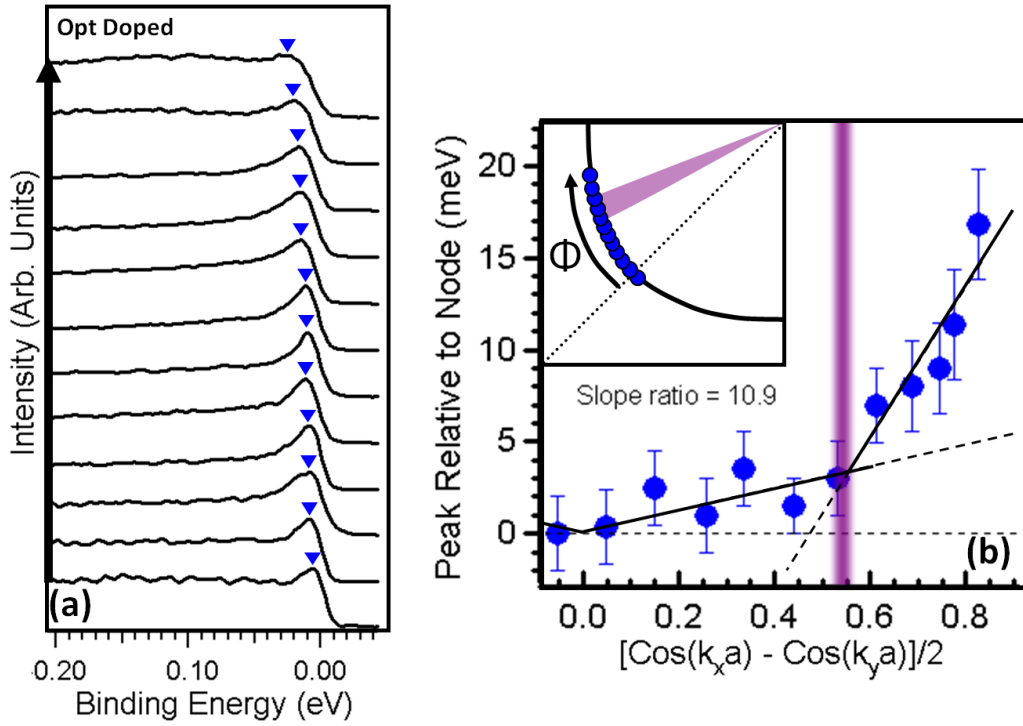 Opt Doped
Intensity (Arb. Units)
(a)
0.20
0.10
0.00
Binding Energy (eV)
Peak Relative to Node (meV)
20
15
10
5
0
Φ
Slope ratio = 10.9
(b)
0.0
0.2
0.4
0.6
0.8
[Cos(kₓa) - Cos(k_ya)]/2